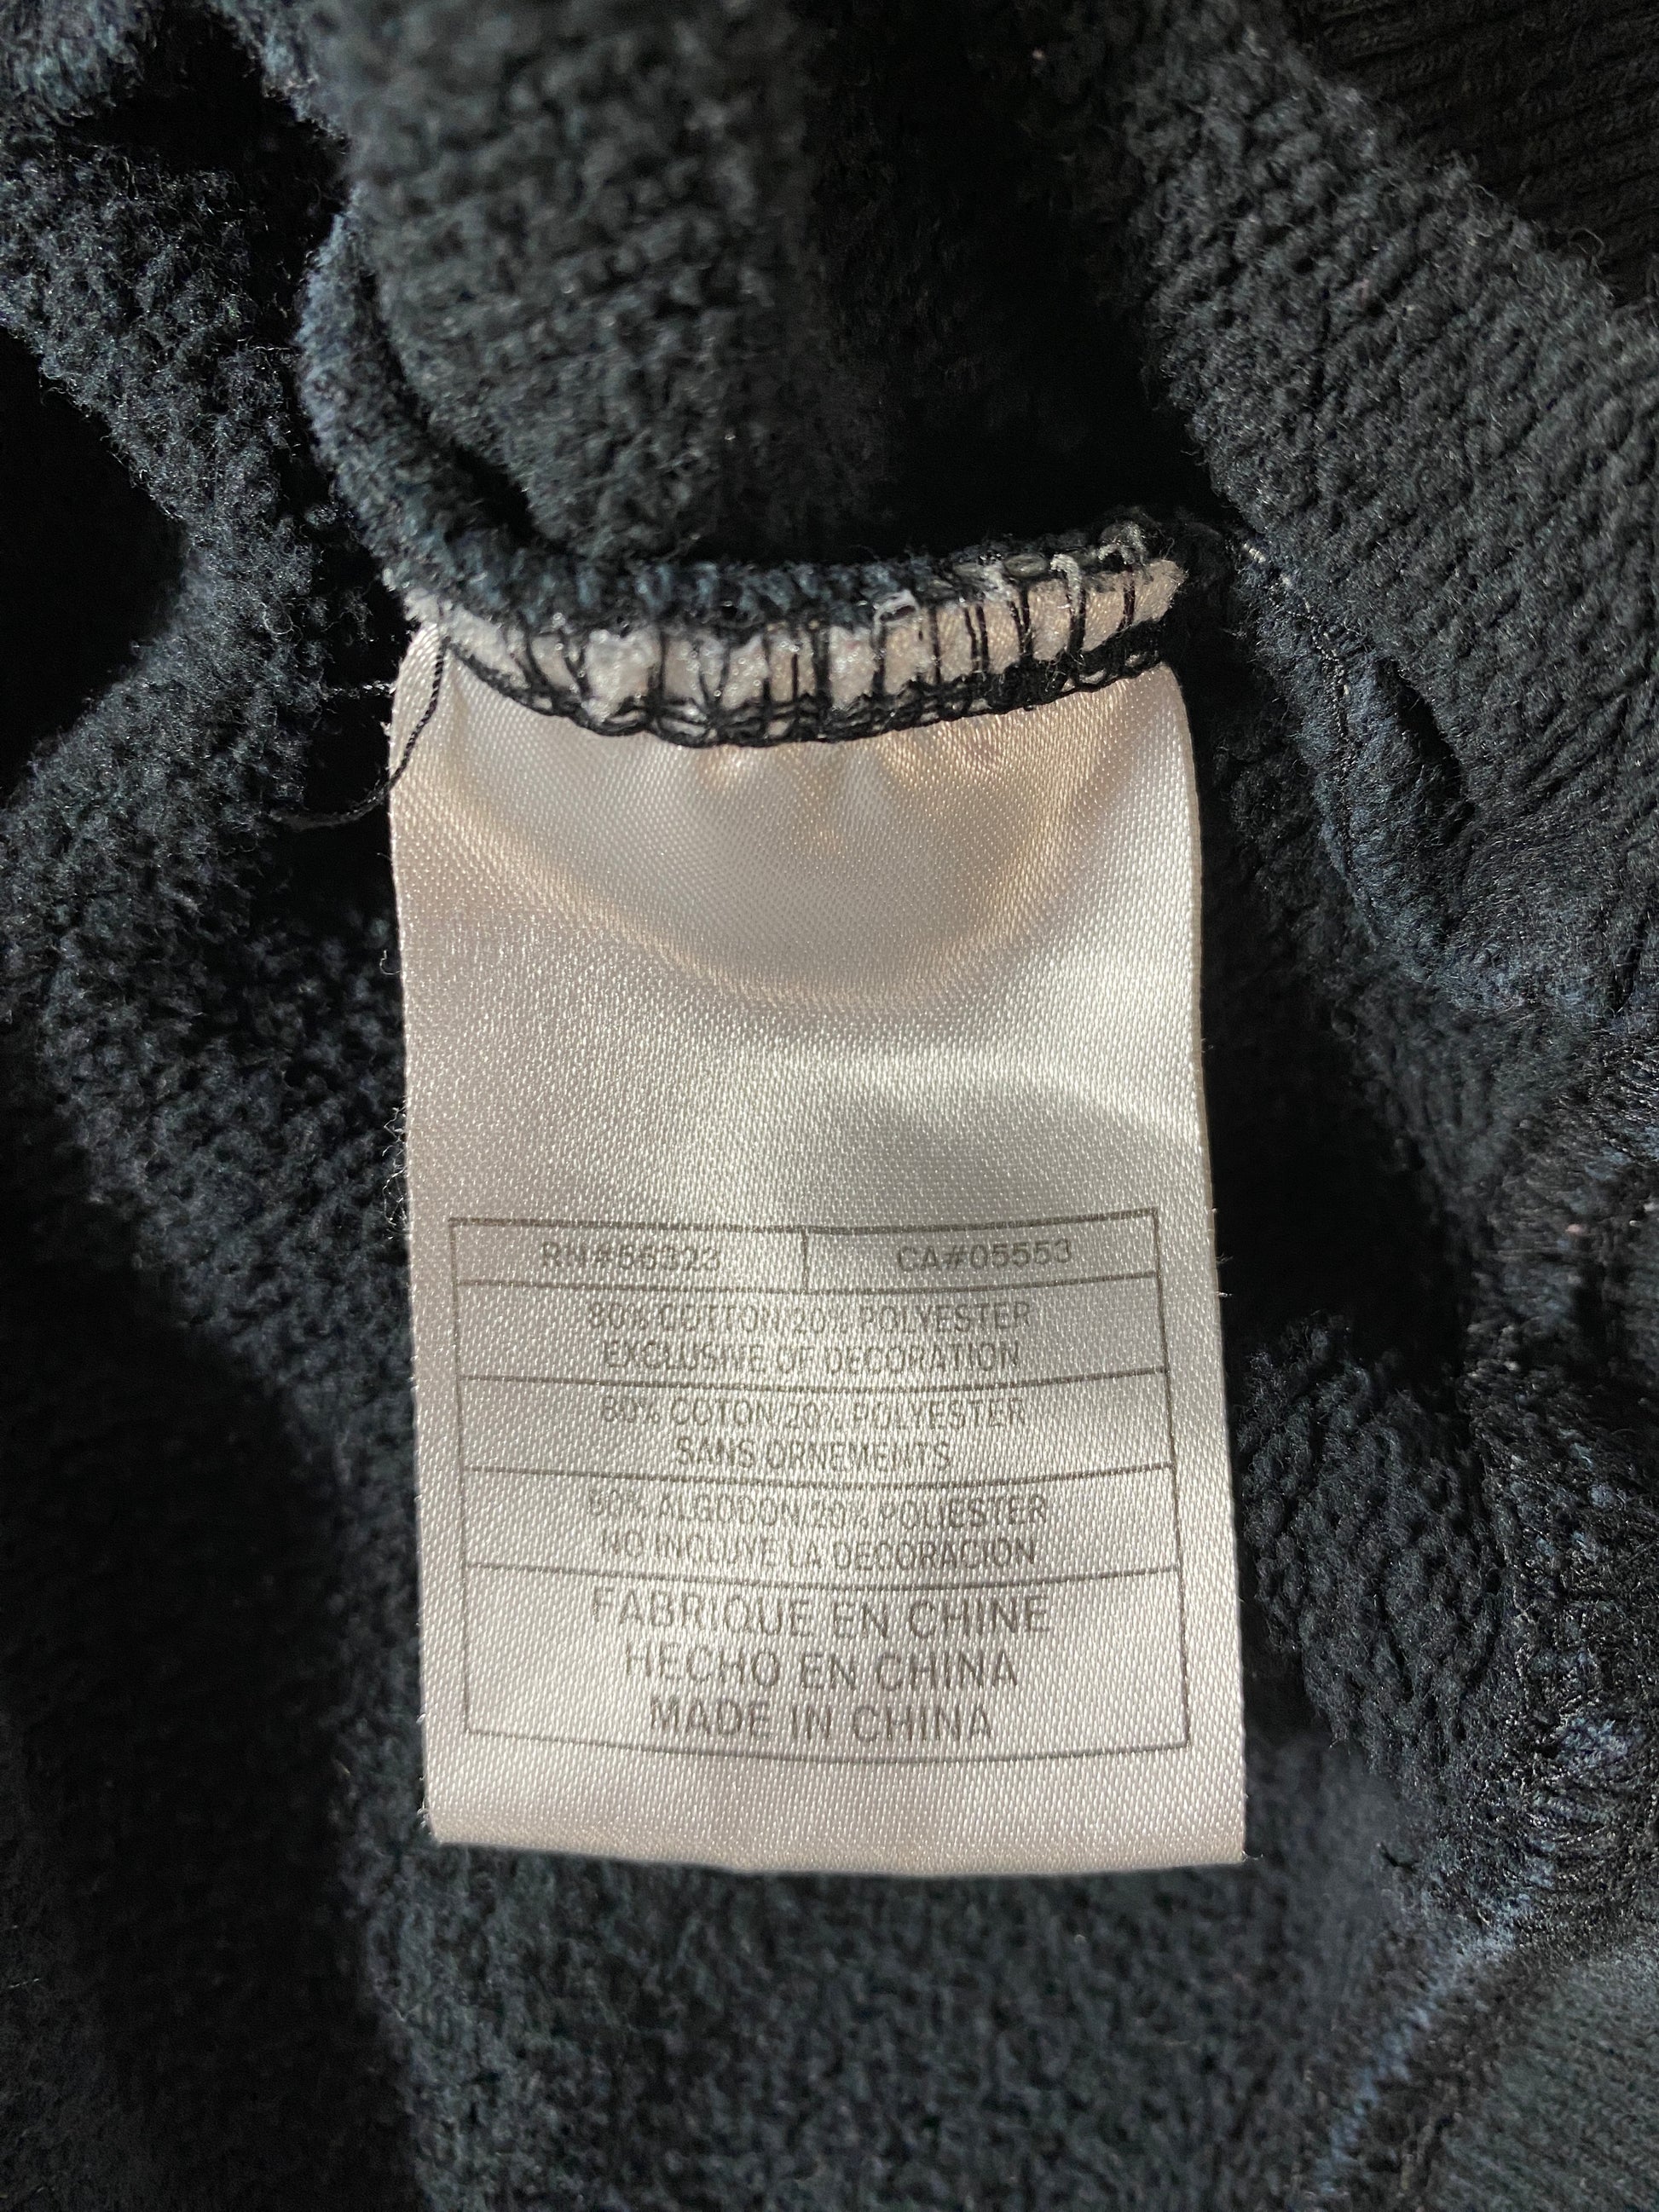 RN#56323 CA#05553
80% COTTON 20% POLYESTER
EXCLUSIVE OF DECORATION
80% COTON 20% POLYESTER
SANS ORNEMENTS
80% ALGODON 20% POLIESTER
NO INCLUYE LA DECORACION
FABRIQUE EN CHINE
HECHO EN CHINA
MADE IN CHINA